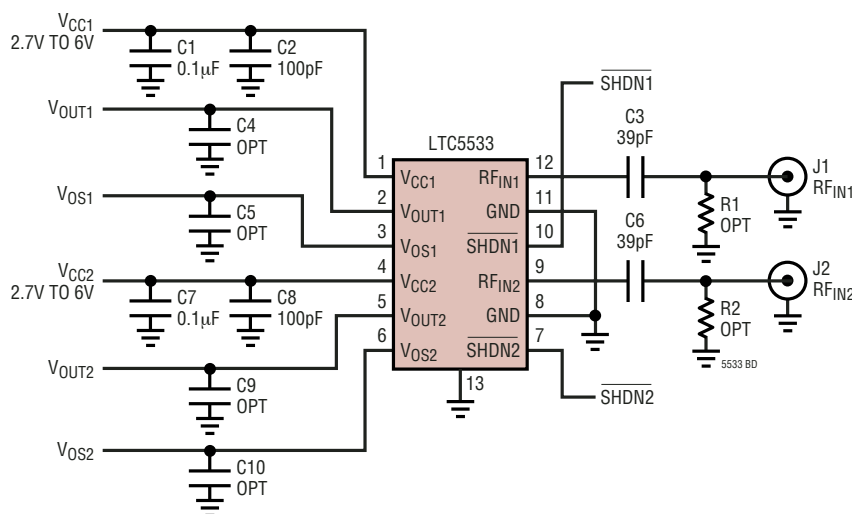 VCC1
2.7V TO 6V
C1
0.1µF
C2
100pF
VOUT1
C4
OPT
VOS1
C5
OPT
VCC2
2.7V TO 6V
C7
0.1µF
C8
100pF
VOUT2
C9
OPT
VOS2
C10
OPT
LTC5533
1
VCC1
2
VOUT1
3
VOS1
4
VCC2
5
VOUT2
6
VOS2
12
RFIN1
11
GND
10
SHDN1
9
RFIN2
8
GND
7
SHDN2
13
SHDN1
C3
39pF
J1
RFIN1
R1
OPT
C6
39pF
J2
RFIN2
R2
OPT
5533 BD
SHDN2